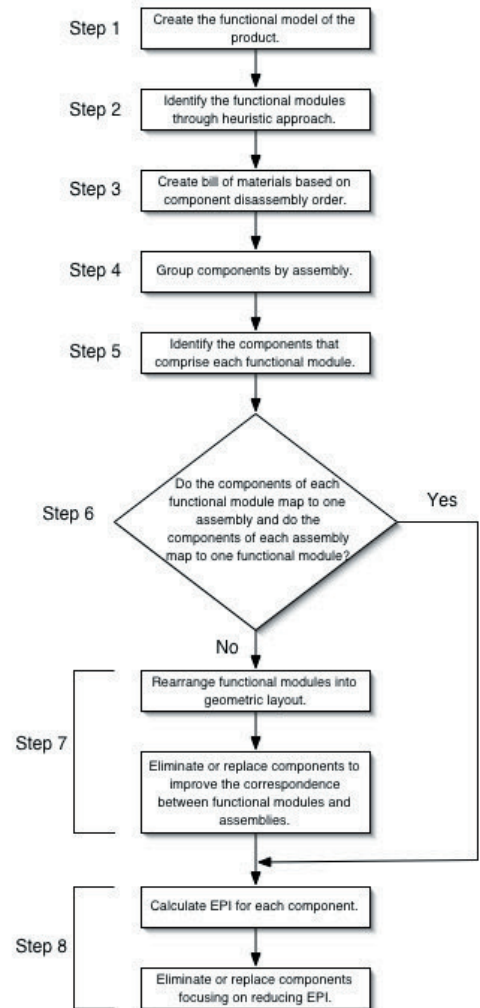 Step 1
Create the functional model of the
product.
Step 2
Identify the functional modules
through heuristic approach.
Step 3
Create bill of materials based on
component disassembly order.
Step 4
Group components by assembly.
Step 5
Identify the components that
comprise each functional module.
Step 6
Do the components of each
functional module map to one
assembly and do the
components of each assembly
map to one functional module?
Yes
No
Step 7
Rearrange functional modules into
geometric layout.
Eliminate or replace components to
improve the correspondence
between functional modules and
assemblies.
Step 8
Calculate EPI for each component.
Eliminate or replace components
focusing on reducing EPI.